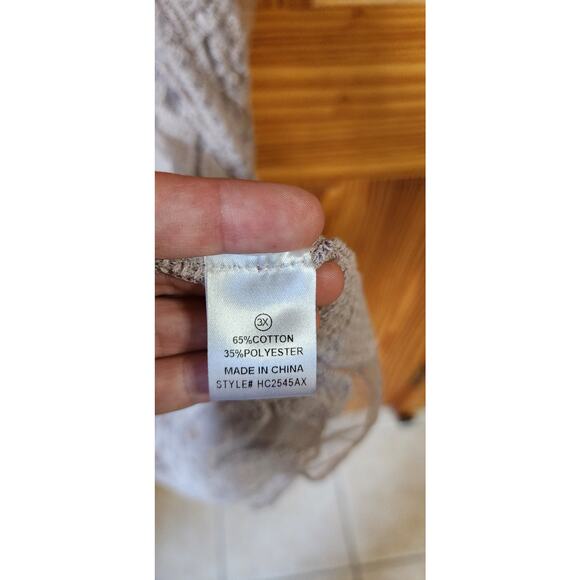 3X
65%COTTON
35%POLYESTER
MADE IN CHINA
STYLE# HC2545AX